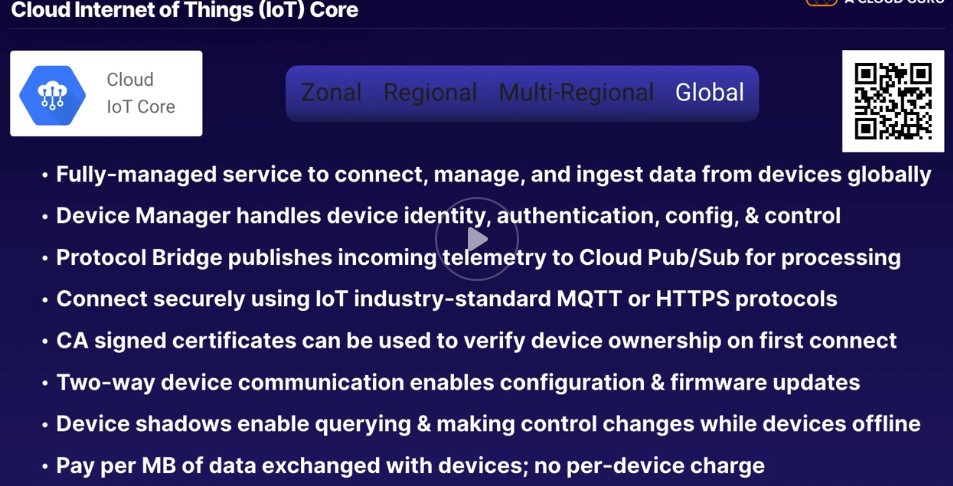 Cloud Internet of Things (IoT) Core
A CLOUD GURU
Cloud
IoT Core
Zonal Regional Multi-Regional Global
• Fully-managed service to connect, manage, and ingest data from devices globally
• Device Manager handles device identity, authentication, config, & control
• Protocol Bridge publishes incoming telemetry to Cloud Pub/Sub for processing
• Connect securely using IoT industry-standard MQTT or HTTPS protocols
• CA signed certificates can be used to verify device ownership on first connect
• Two-way device communication enables configuration & firmware updates
• Device shadows enable querying & making control changes while devices offline
• Pay per MB of data exchanged with devices; no per-device charge